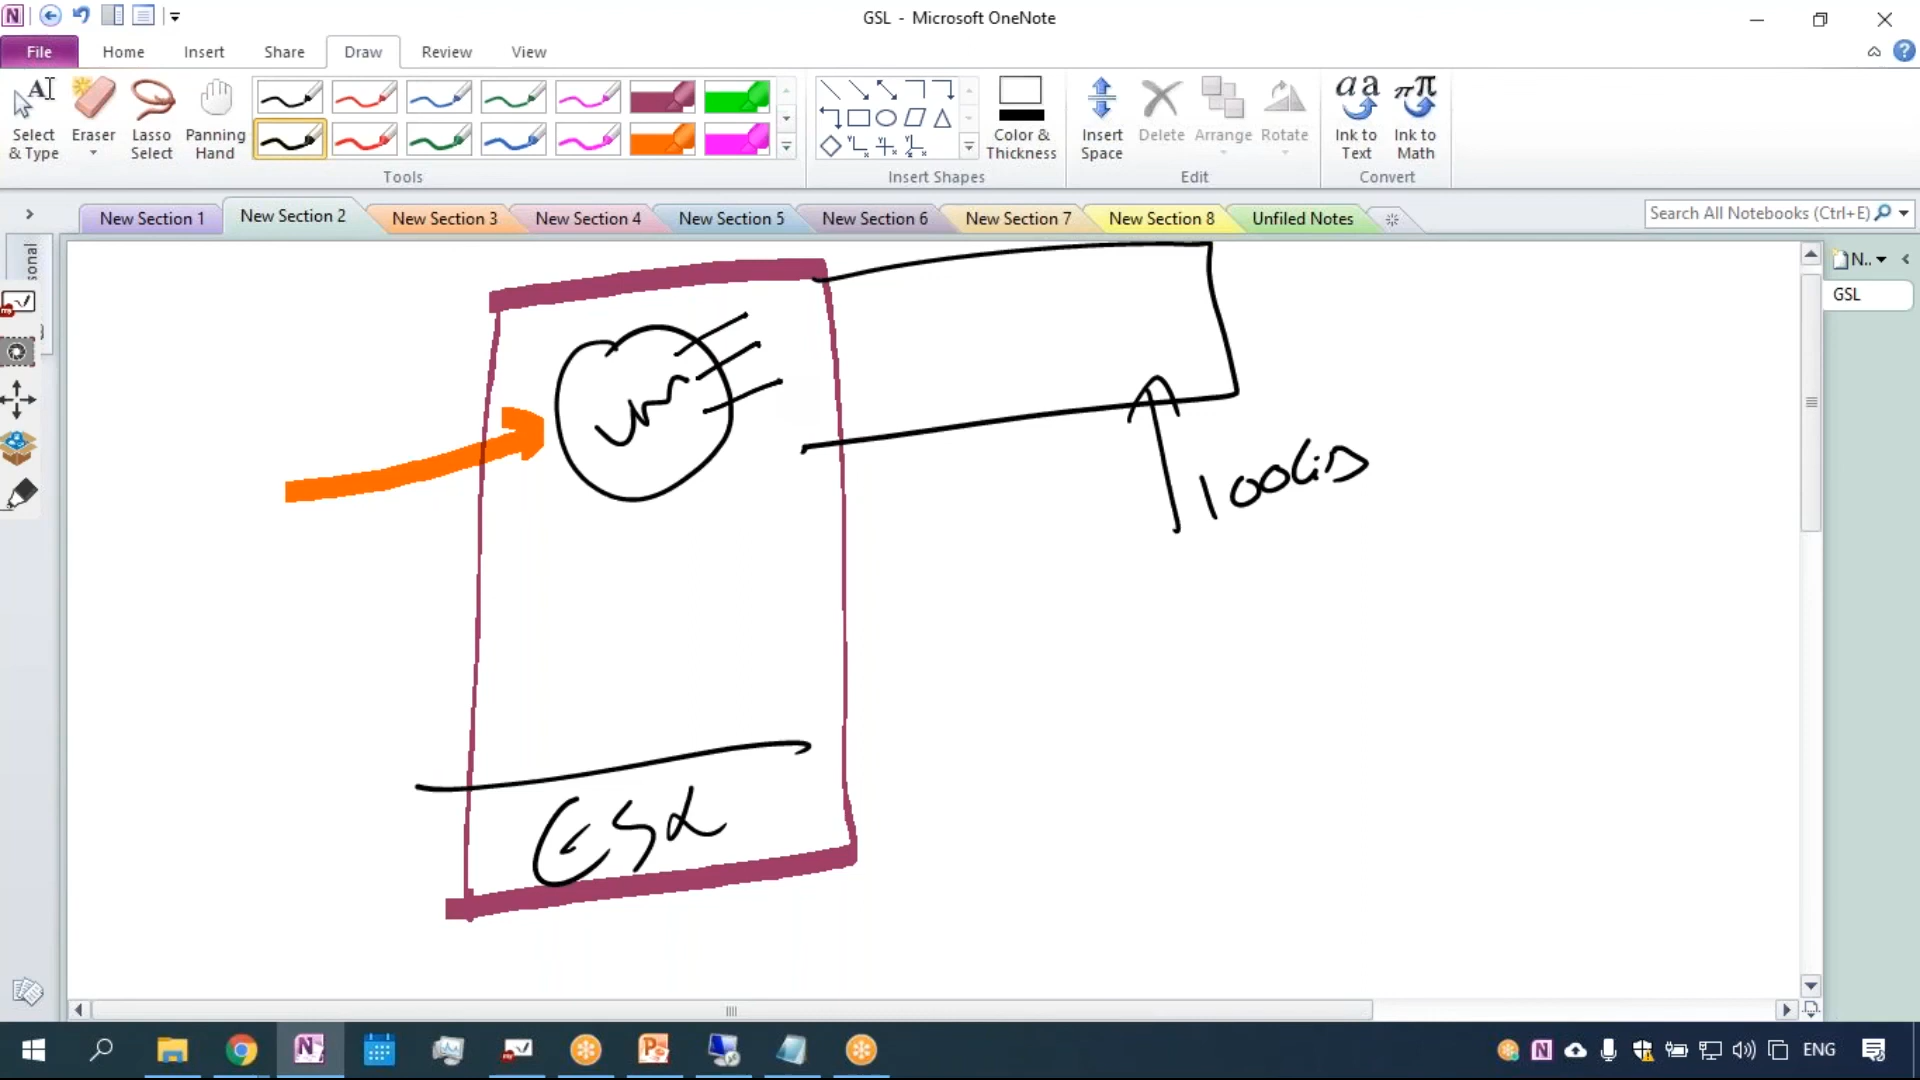 GSL - Microsoft OneNote
File Home Insert Share Draw Review View
Select & Type
Eraser
Lasso Select
Panning Hand
Color & Thickness
Insert Space
Delete
Arrange
Rotate
Ink to Text
Ink to Math
Tools
Insert Shapes
Edit
Convert
New Section 1 New Section 2 New Section 3 New Section 4 New Section 5 New Section 6 New Section 7 New Section 8 Unfiled Notes
Search All Notebooks (Ctrl+E)
N..
GSL
sonal
ENG